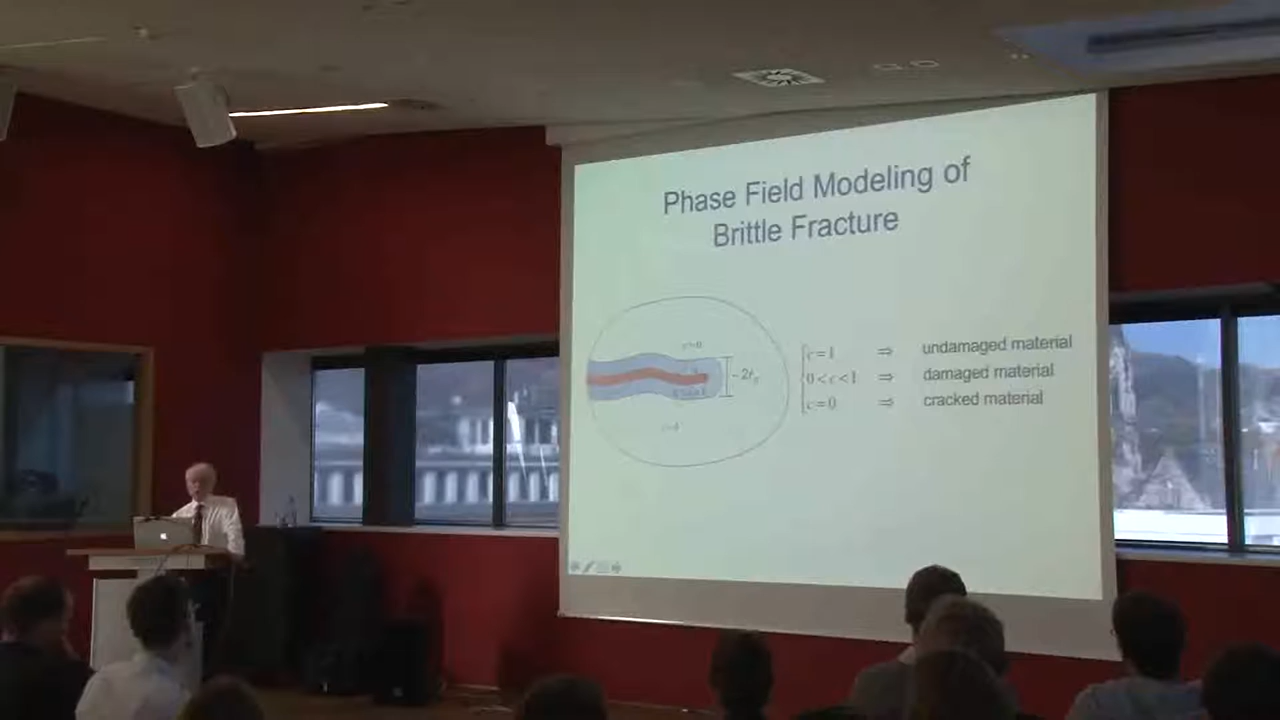 Phase Field Modeling of
Brittle Fracture
c=1 ⇒ undamaged material
0<c<1 ⇒ damaged material
c=0 ⇒ cracked material